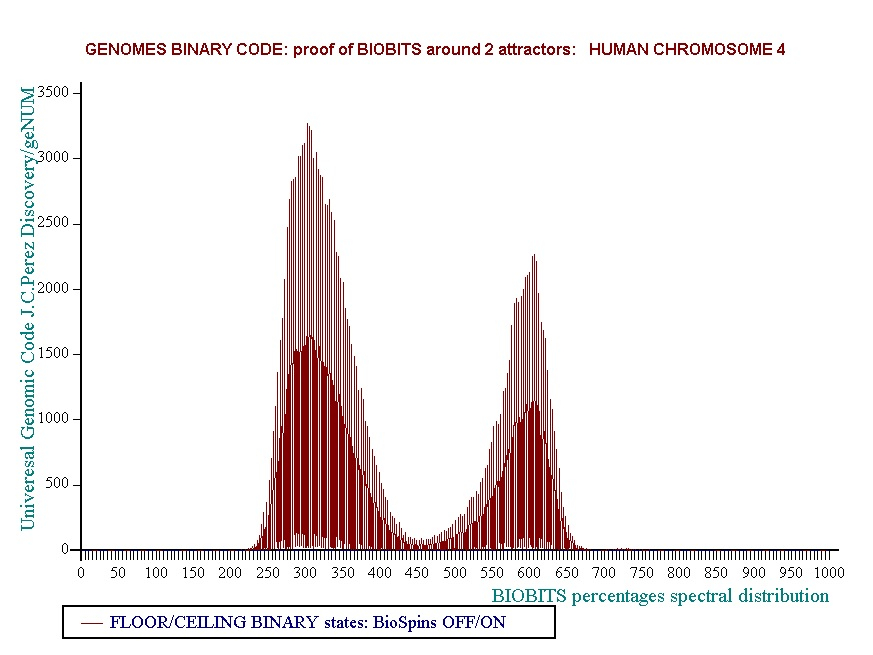 GENOMES BINARY CODE: proof of BIOBITS around 2 attractors: HUMAN CHROMOSOME 4
Univeresal Genomic Code J.C.Perez Discovery/geNUM
3500
3000
2500
2000
1500
1000
500
0
0 50 100 150 200 250 300 350 400 450 500 550 600 650 700 750 800 850 900 950 1000
BIOBITS percentages spectral distribution
FLOOR/CEILING BINARY states: BioSpins OFF/ON